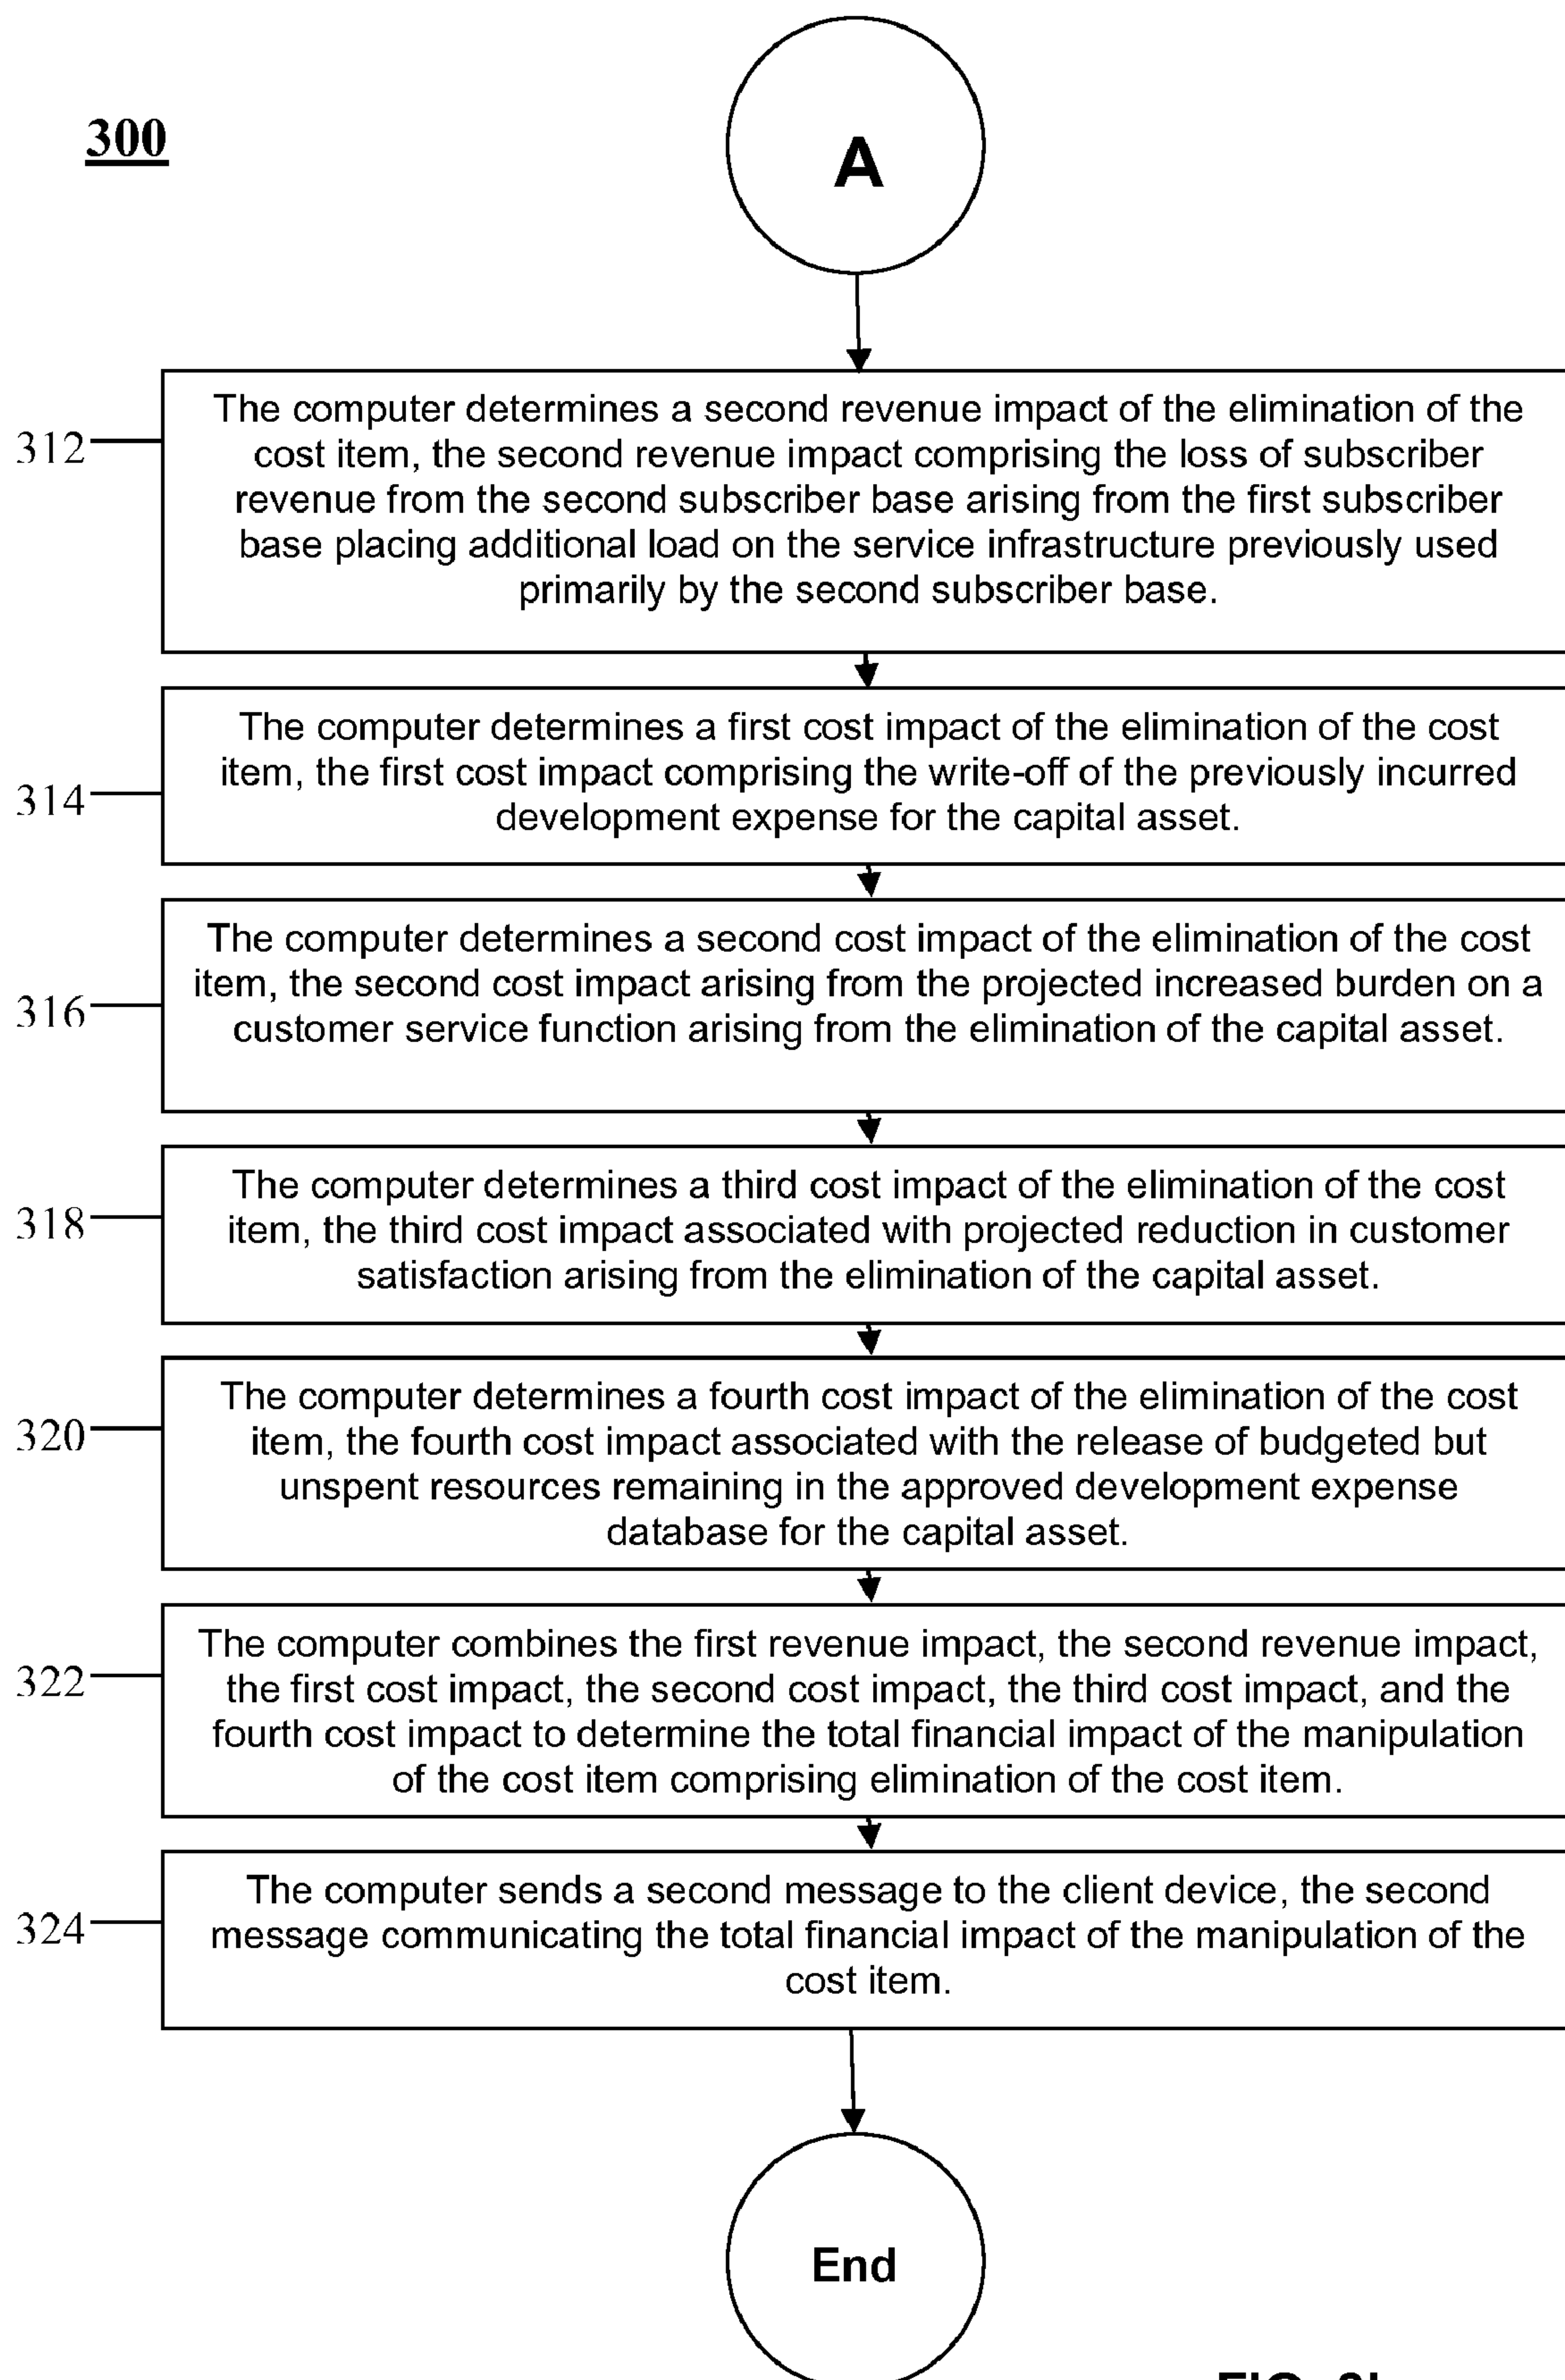 300
A
312
The computer determines a second revenue impact of the elimination of the
cost item, the second revenue impact comprising the loss of subscriber
revenue from the second subscriber base arising from the first subscriber
base placing additional load on the service infrastructure previously used
primarily by the second subscriber base.
314
The computer determines a first cost impact of the elimination of the cost
item, the first cost impact comprising the write-off of the previously incurred
development expense for the capital asset.
316
The computer determines a second cost impact of the elimination of the cost
item, the second cost impact arising from the projected increased burden on a
customer service function arising from the elimination of the capital asset.
318
The computer determines a third cost impact of the elimination of the cost
item, the third cost impact associated with projected reduction in customer
satisfaction arising from the elimination of the capital asset.
320
The computer determines a fourth cost impact of the elimination of the cost
item, the fourth cost impact associated with the release of budgeted but
unspent resources remaining in the approved development expense
database for the capital asset.
322
The computer combines the first revenue impact, the second revenue impact,
the first cost impact, the second cost impact, the third cost impact, and the
fourth cost impact to determine the total financial impact of the manipulation
of the cost item comprising elimination of the cost item.
324
The computer sends a second message to the client device, the second
message communicating the total financial impact of the manipulation of the
cost item.
End